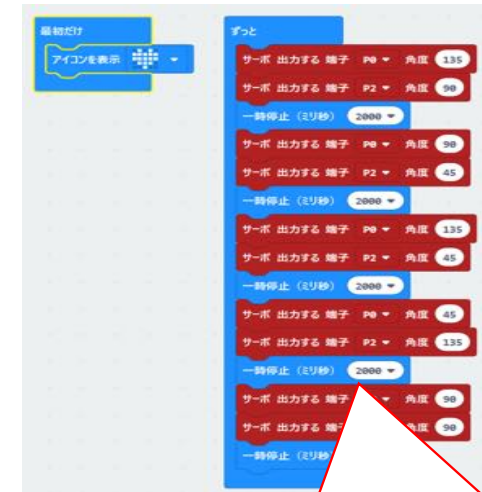 最初だけ
アイコンを表示
ずっと
サーボ 出力する 端子 P0 角度 135
サーボ 出力する 端子 P2 角度 90
一時停止（ミリ秒） 2000
サーボ 出力する 端子 P0 角度 90
サーボ 出力する 端子 P2 角度 45
一時停止（ミリ秒） 2000
サーボ 出力する 端子 P0 角度 135
サーボ 出力する 端子 P2 角度 45
一時停止（ミリ秒） 2000
サーボ 出力する 端子 P0 角度 45
サーボ 出力する 端子 P2 角度 135
一時停止（ミリ秒） 2000
サーボ 出力する 端子 角度 90
サーボ 出力する 端 角度 90
一時停止（ミリ秒